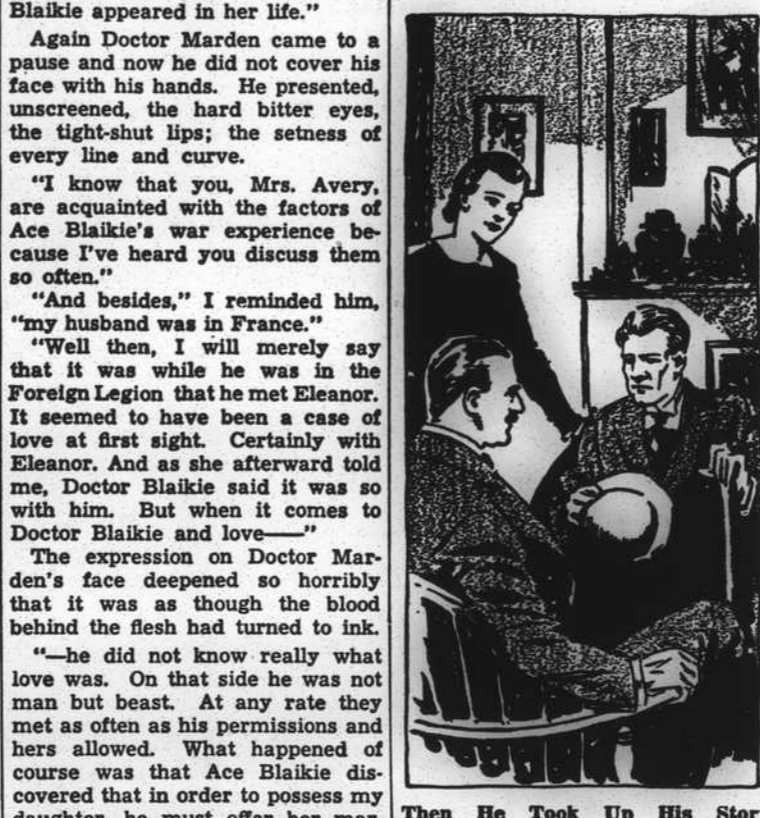 Blaikie appeared in her life."
Again Doctor Marden came to a
pause and now he did not cover his
face with his hands. He presented,
unscreened, the hard bitter eyes,
the tight-shut lips; the setness of
every line and curve.
"I know that you, Mrs. Avery,
are acquainted with the factors of
Ace Blaikie's war experience be-
cause I've heard you discuss them
so often."
"And besides," I reminded him,
"my husband was in France."
"Well then, I will merely say
that it was while he was in the
Foreign Legion that he met Eleanor.
It seemed to have been a case of
love at first sight. Certainly with
Eleanor. And as she afterward told
me, Doctor Blaikie said it was so
with him. But when it comes to
Doctor Blaikie and love—"
The expression on Doctor Mar-
den's face deepened so horribly
that it was as though the blood
behind the flesh had turned to ink.
"—he did not know really what
love was. On that side he was not
man but beast. At any rate they
met as often as his permissions and
hers allowed. What happened of
course was that Ace Blaikie dis-
covered that in order to possess my
daughter, he must offer her mar-
Then He Took Up His Stor